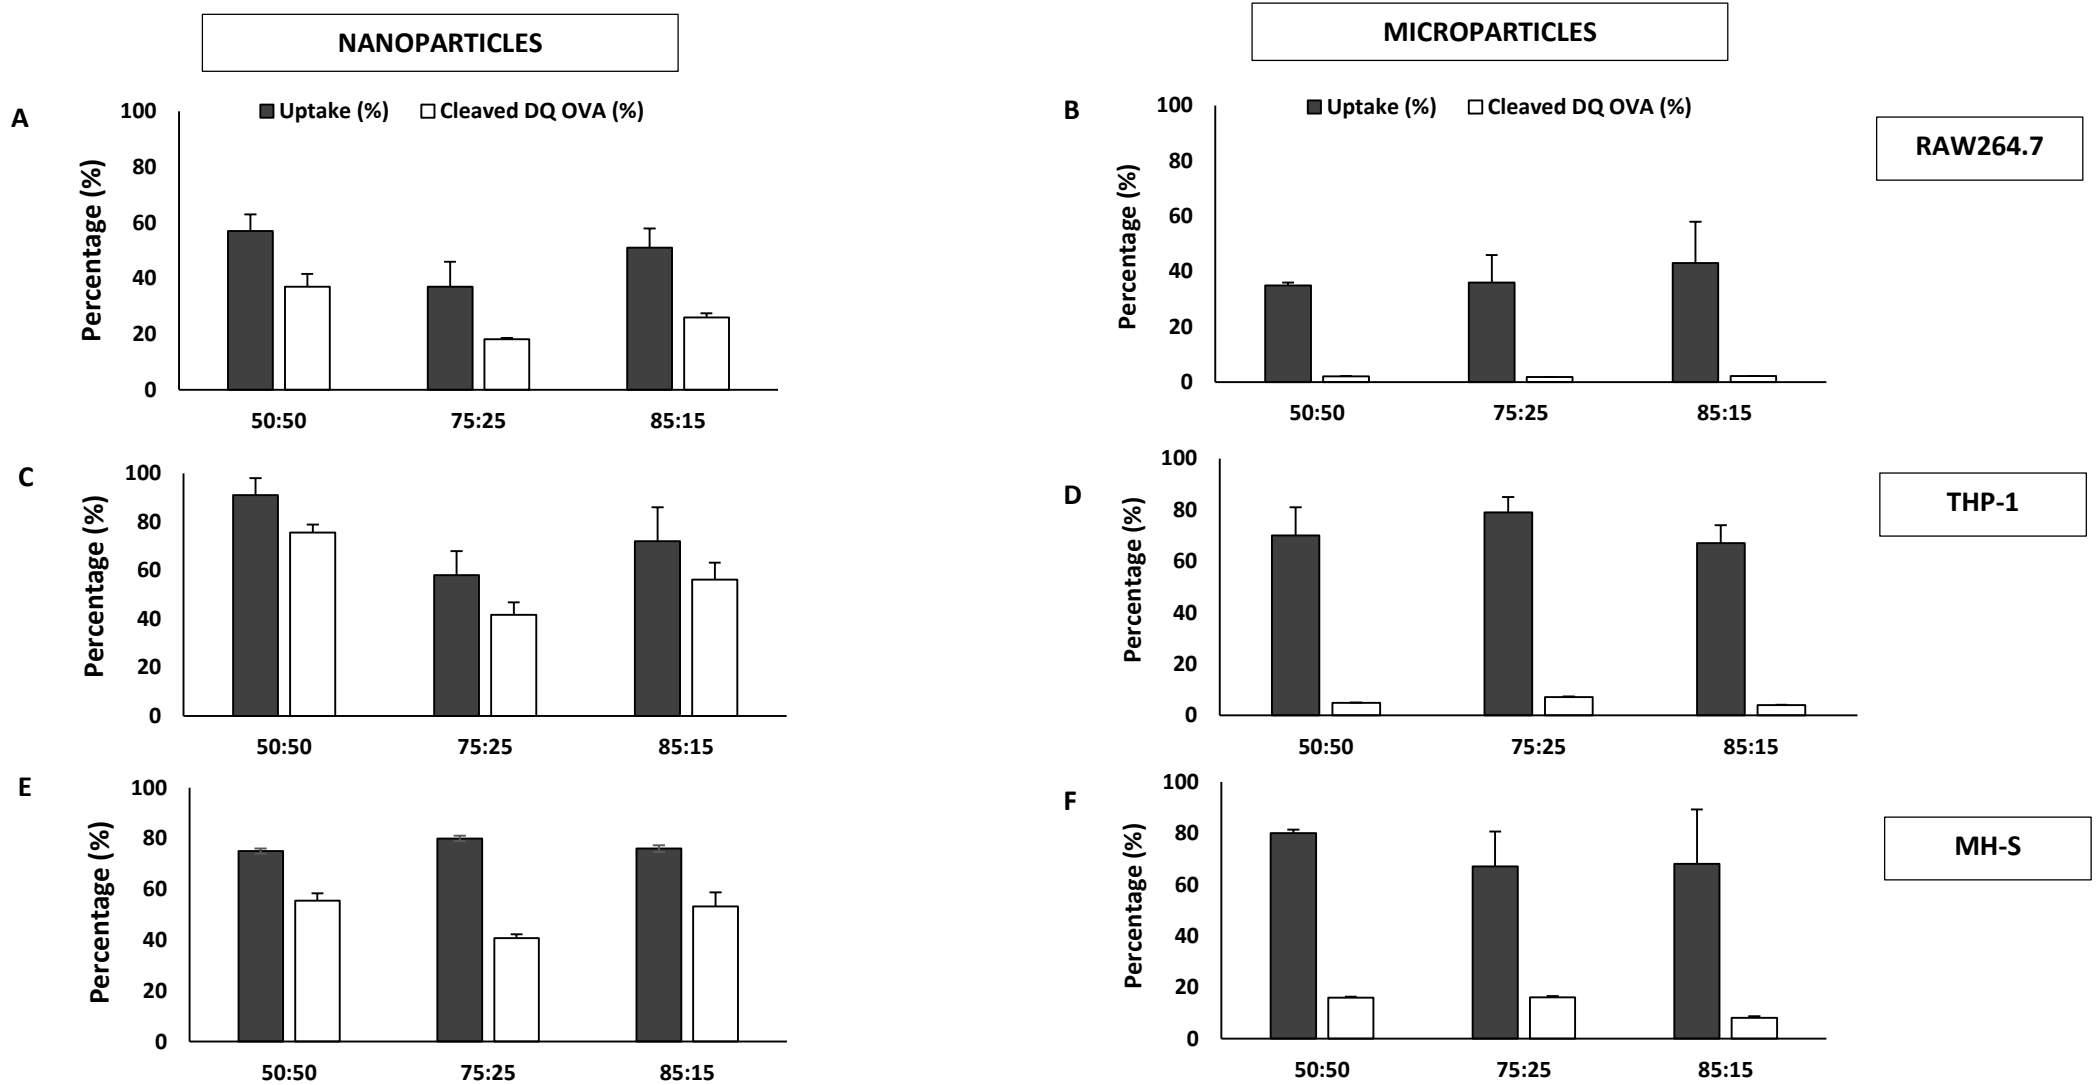 NANOPARTICLES
MICROPARTICLES
A
Uptake (%) Cleaved DQ OVA (%)
Percentage (%)
100
80
60
40
20
0
50:50 75:25 85:15
B
Uptake (%) Cleaved DQ OVA (%)
Percentage (%)
100
80
60
40
20
0
50:50 75:25 85:15
RAW264.7
C
Percentage (%)
100
80
60
40
20
0
50:50 75:25 85:15
D
Percentage (%)
100
80
60
40
20
0
50:50 75:25 85:15
THP-1
E
Percentage (%)
100
80
60
40
20
0
50:50 75:25 85:15
F
Percentage (%)
100
80
60
40
20
0
50:50 75:25 85:15
MH-S